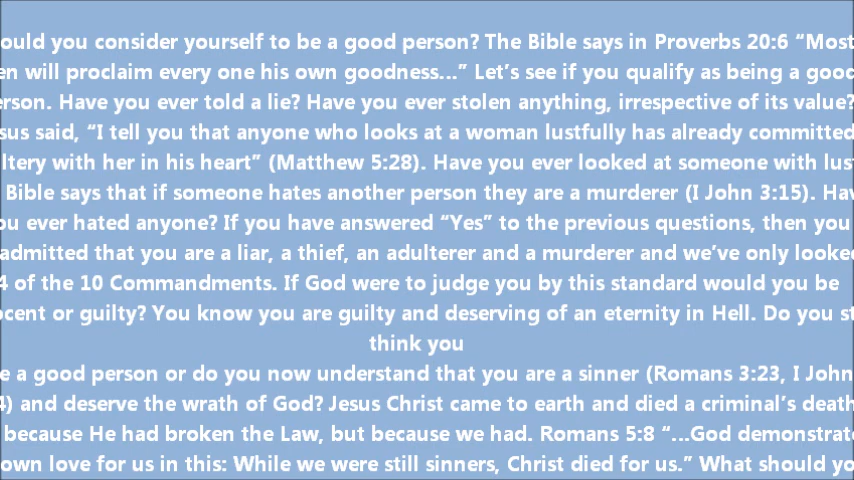 ould you consider yourself to be a good person? The Bible says in Proverbs 20:6 “Most
en will proclaim every one his own goodness...” Let’s see if you qualify as being a good
erson. Have you ever told a lie? Have you ever stolen anything, irrespective of its value?
sus said, “I tell you that anyone who looks at a woman lustfully has already committed
ltery with her in his heart” (Matthew 5:28). Have you ever looked at someone with lus
Bible says that if someone hates another person they are a murderer (I John 3:15). Hav
ou ever hated anyone? If you have answered “Yes” to the previous questions, then you
admitted that you are a liar, a thief, an adulterer and a murderer and we’ve only looked
4 of the 10 Commandments. If God were to judge you by this standard would you be
ocent or guilty? You know you are guilty and deserving of an eternity in Hell. Do you st
think you
e a good person or do you now understand that you are a sinner (Romans 3:23, I John
4) and deserve the wrath of God? Jesus Christ came to earth and died a criminal’s death
because He had broken the Law, but because we had. Romans 5:8 “...God demonstrate
own love for us in this: While we were still sinners, Christ died for us.” What should yo